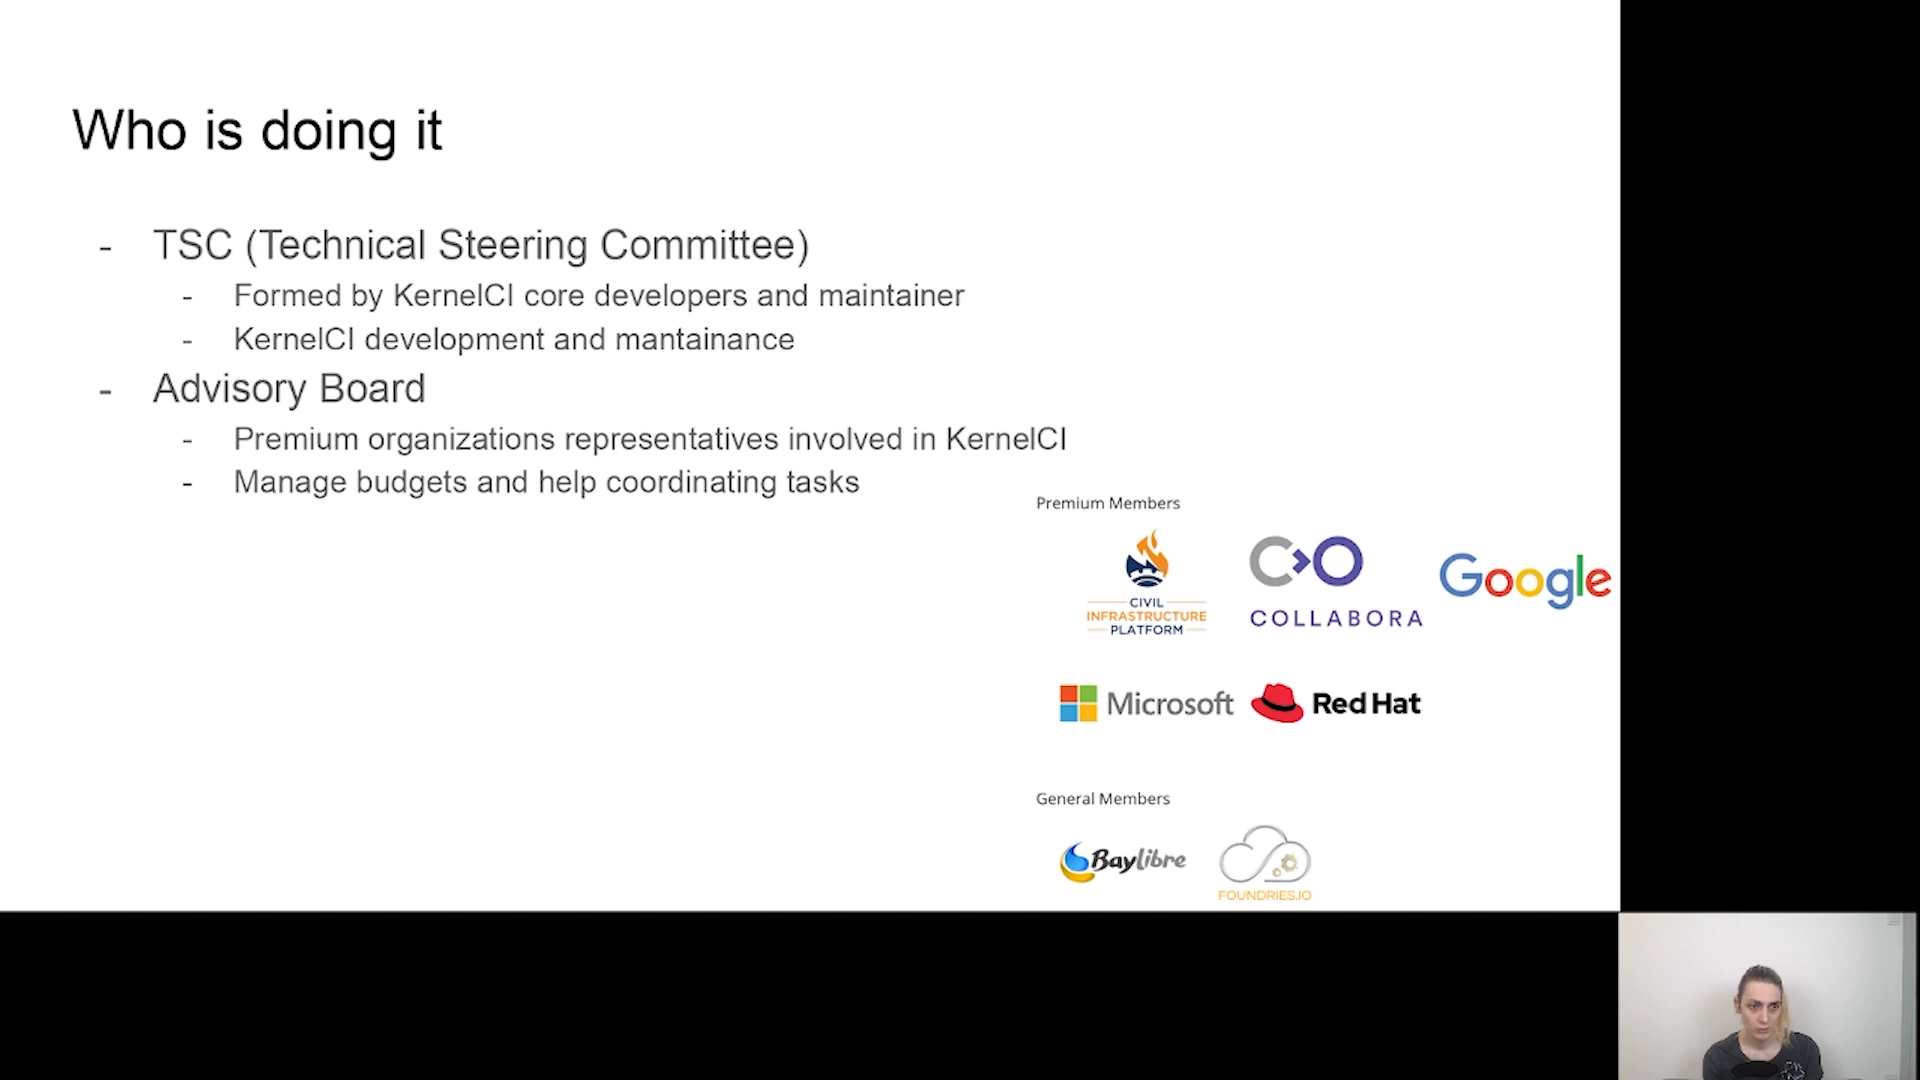 Who is doing it
- TSC (Technical Steering Committee)
- Formed by KernelCI core developers and maintainer
- KernelCI development and mantainance
- Advisory Board
- Premium organizations representatives involved in KernelCI
- Manage budgets and help coordinating tasks
Premium Members
CIVIL
INFRASTRUCTURE
PLATFORM
COLLABORA
Google
Microsoft
Red Hat
General Members
Baylibre
FOUNDRIES.IO